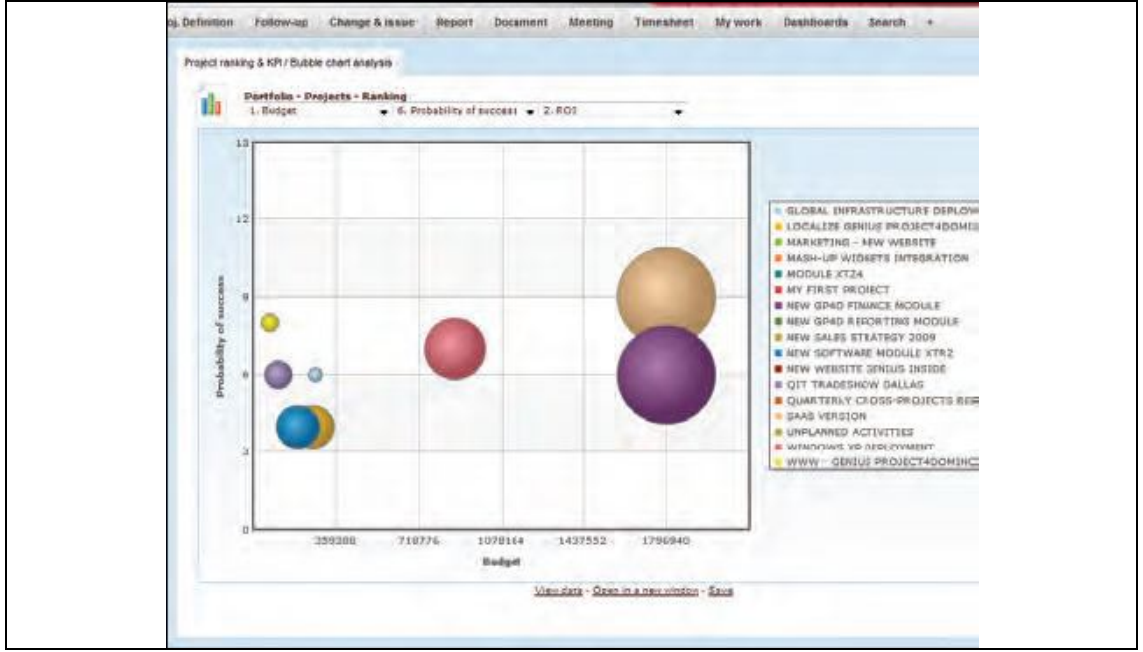 oj. Definition Follow-up Change & issue Report Document Meeting Timesheet My work Dashboards Search +
Project ranking & KPI / Bubble chart analysis
Portfolio - Projects - Ranking
1. Budget 6. Probability of success 2. ROI
15
12
9
6
3
0
Probability of success
359388 718776 1078164 1437552 1796940
Budget
GLOBAL INFRASTRUCTURE DEPLOW
LOCALIZE GENIUS PROJECT4DOMIN
MARKETING - NEW WEBSITE
MASH-UP WIDGETS INTEGRATION
MODULE XTZ4
MY FIRST PROJECT
NEW GP4D FINANCE MODULE
NEW GP4D REPORTING MODULE
NEW SALES STRATEGY 2009
NEW SOFTWARE MODULE XTR2
NEW WEBSITE GENIUS INSIDE
QIT TRADESHOW DALLAS
QUARTERLY CROSS-PROJECTS
SAAS VERSION
UNPLANNED ACTIVITIES
WINDOWS XP DEPLOYMENT
WWW - GENIUS
View data - Open in a new window - Save